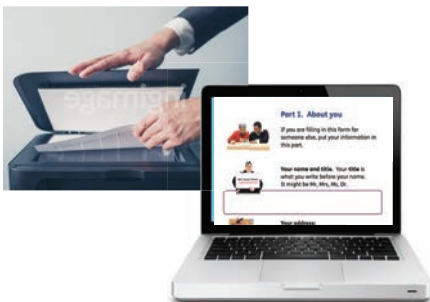 ingimage
Part 1. About you
If you are filling in this form for
someone else, put your information in
this part.
Your name and title. Your title is
what you write before your name.
It might be Mr, Mrs, Ms, Dr.
Your address: